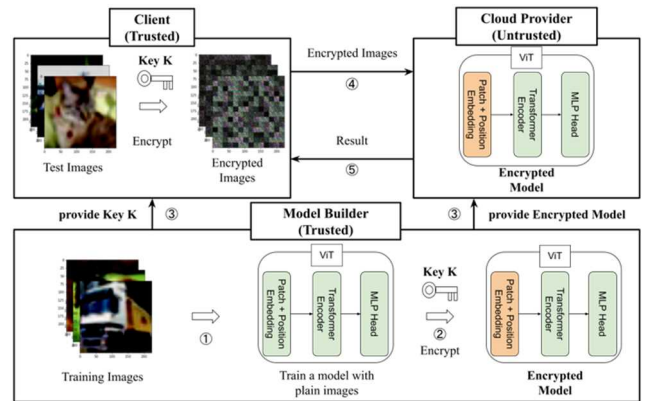 Client
(Trusted)
Key K
Encrypt
Test Images
Encrypted
Images
Encrypted Images
④
Result
⑤
Cloud Provider
(Untrusted)
ViT
Patch + Position
Embedding
Transformer
Encoder
MLP Head
Encrypted
Model
provide Key K
③
③
provide Encrypted Model
Model Builder
(Trusted)
Training Images
①
ViT
Patch + Position
Embedding
Transformer
Encoder
MLP Head
Train a model with
plain images
Key K
②
Encrypt
ViT
Patch + Position
Embedding
Transformer
Encoder
MLP Head
Encrypted
Model